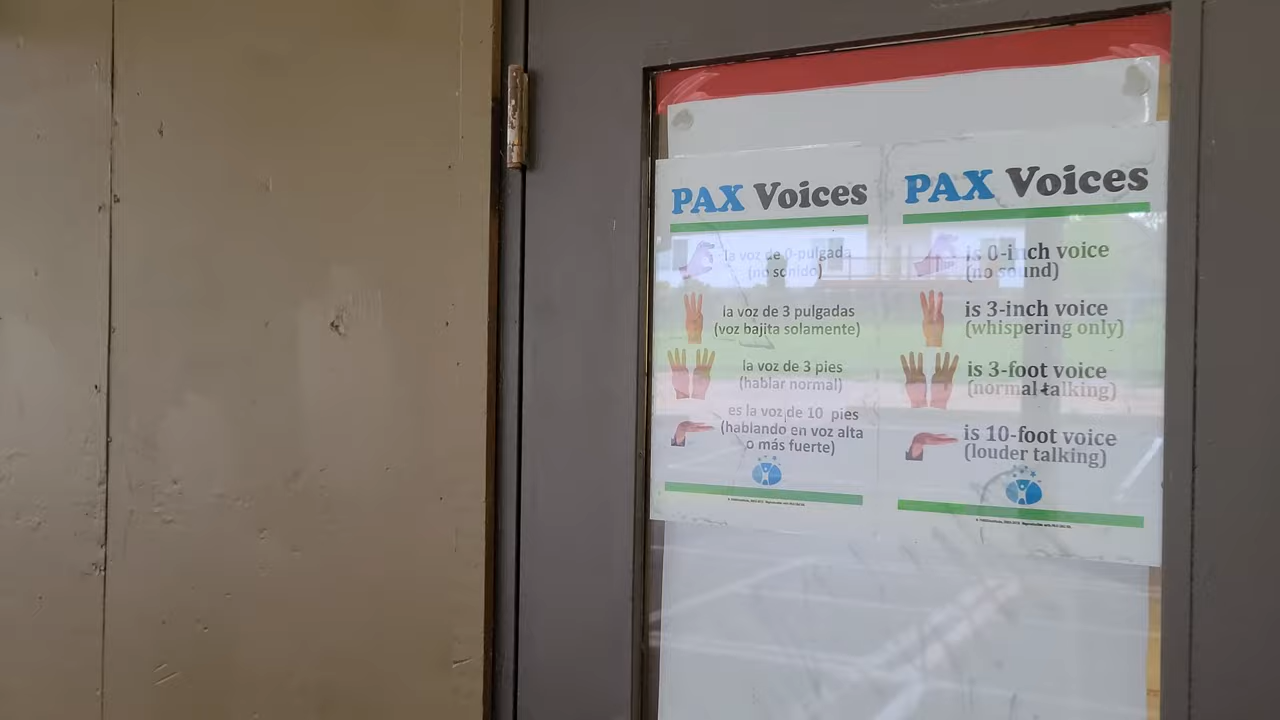 PAX Voices
la voz de 0-pulgada
(no sonido)
la voz de 3 pulgadas
(voz bajita solamente)
la voz de 3 pies
(hablar normal)
es la voz de 10 pies
(hablando en voz alta
o más fuerte)
PAX Voices
is 0-inch voice
(no sound)
is 3-inch voice
(whispering only)
is 3-foot voice
(normal talking)
is 10-foot voice
(louder talking)